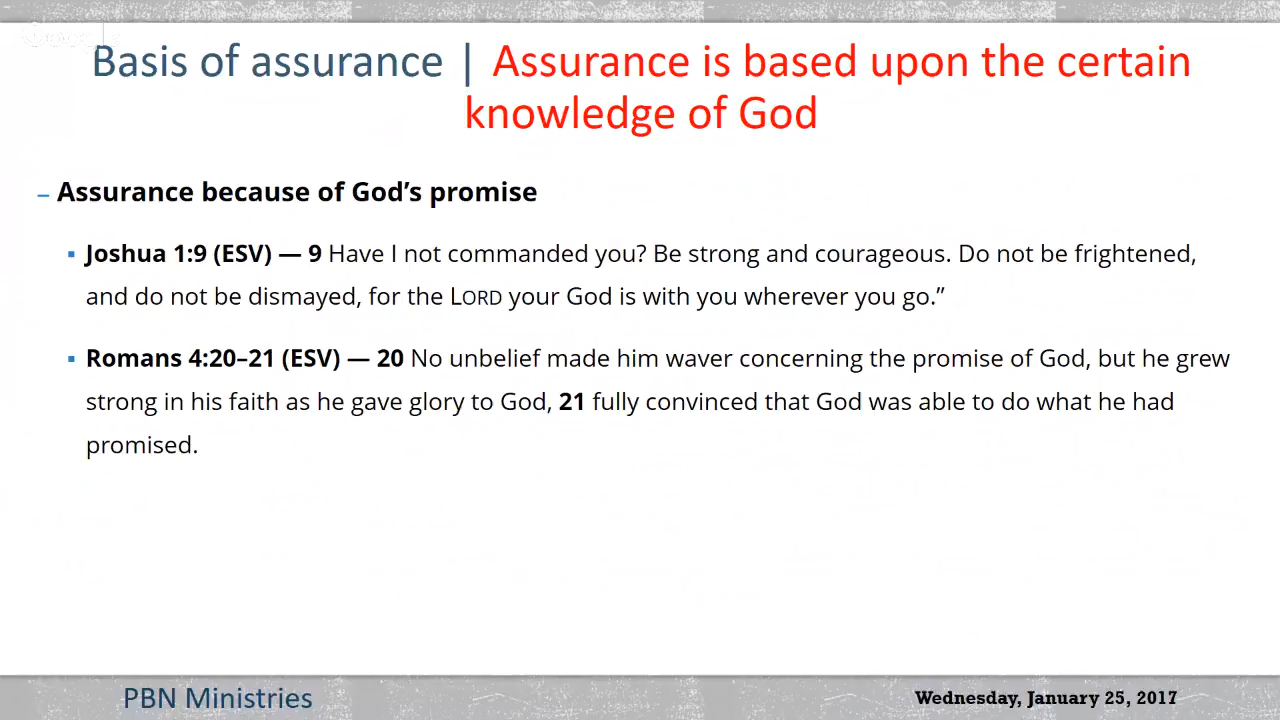 Basis of assurance | Assurance is based upon the certain
knowledge of God
– Assurance because of God’s promise
▪ Joshua 1:9 (ESV) — 9 Have I not commanded you? Be strong and courageous. Do not be frightened,
and do not be dismayed, for the LORD your God is with you wherever you go.”
▪ Romans 4:20–21 (ESV) — 20 No unbelief made him waver concerning the promise of God, but he grew
strong in his faith as he gave glory to God, 21 fully convinced that God was able to do what he had
promised.
PBN Ministries
Wednesday, January 25, 2017